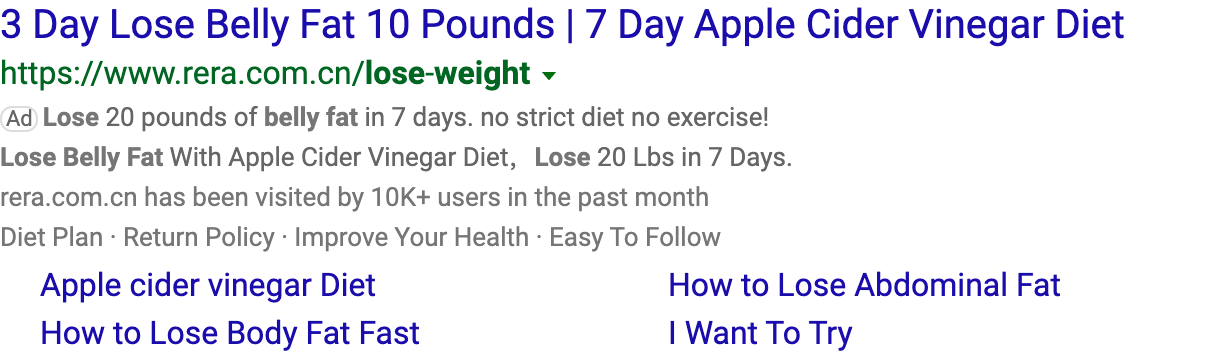 3 Day Lose Belly Fat 10 Pounds | 7 Day Apple Cider Vinegar Diet
https://www.rera.com.cn/lose-weight
Ad Lose 20 pounds of belly fat in 7 days. no strict diet no exercise!
Lose Belly Fat With Apple Cider Vinegar Diet， Lose 20 Lbs in 7 Days.
rera.com.cn has been visited by 10K+ users in the past month
Diet Plan · Return Policy · Improve Your Health · Easy To Follow
Apple cider vinegar Diet
How to Lose Abdominal Fat
How to Lose Body Fat Fast
I Want To Try